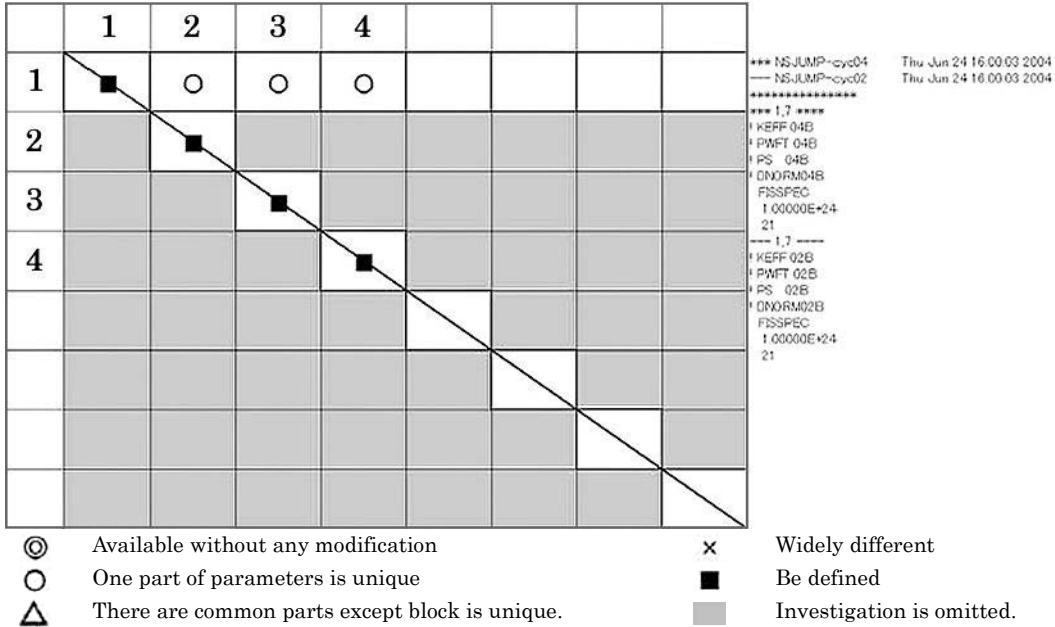 1 2 3 4
1
2
3
4
*** NSJUMP-cyc04 Thu Jun 24 16:00:03 2004
--- NSJUMP-cyc02 Thu Jun 24 16:00:03 2004
***************
*** 1,7 ****
! KEFF 04B
! PWFT 04B
! PS 04B
! DNORM04B
FISSPEC
1.00000E+24
21
--- 1,7 ----
! KEFF 02B
! PWFT 02B
! PS 02B
! DNORM02B
FISSPEC
1.00000E+24
21
◎ Available without any modification
○ One part of parameters is unique
△ There are common parts except block is unique.
× Widely different
■ Be defined
Investigation is omitted.